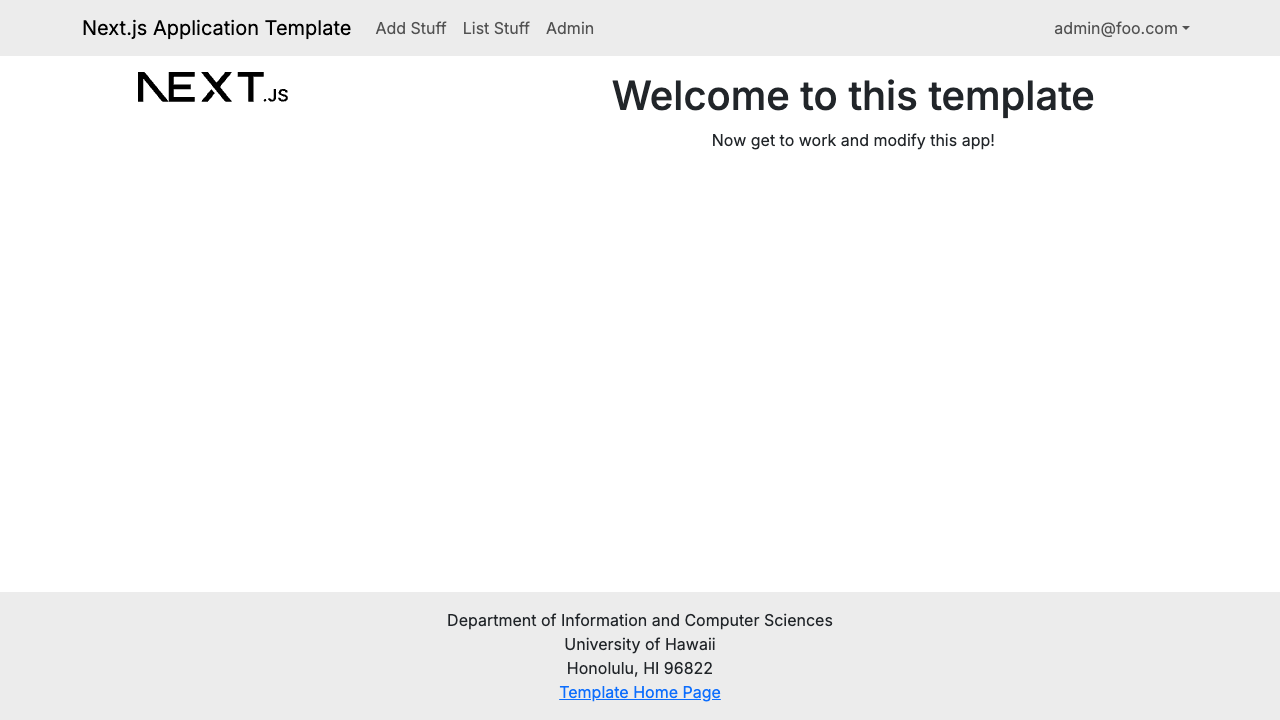 Next.js Application Template Add Stuff List Stuff Admin admin@foo.com
NEXT.JS
Welcome to this template
Now get to work and modify this app!
Department of Information and Computer Sciences
University of Hawaii
Honolulu, HI 96822
Template Home Page